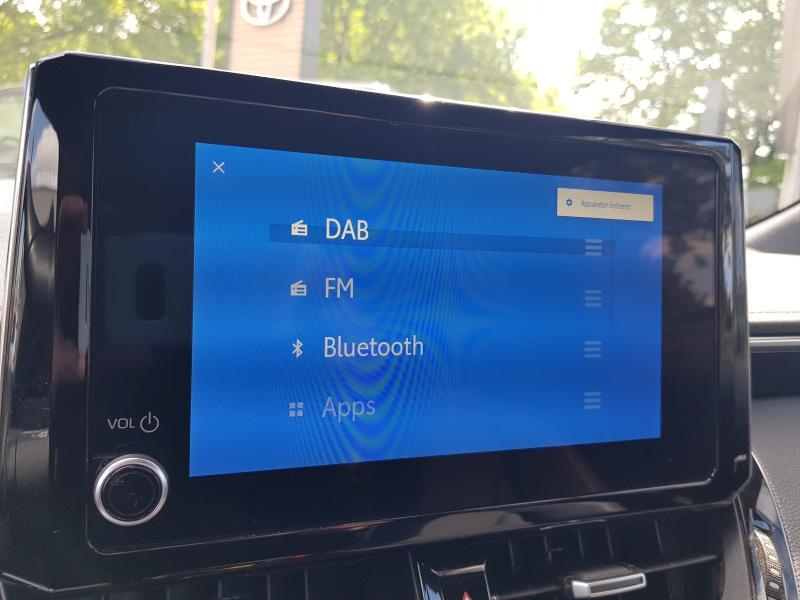 Apparaten beheren
DAB
FM
Bluetooth
Apps
VOL